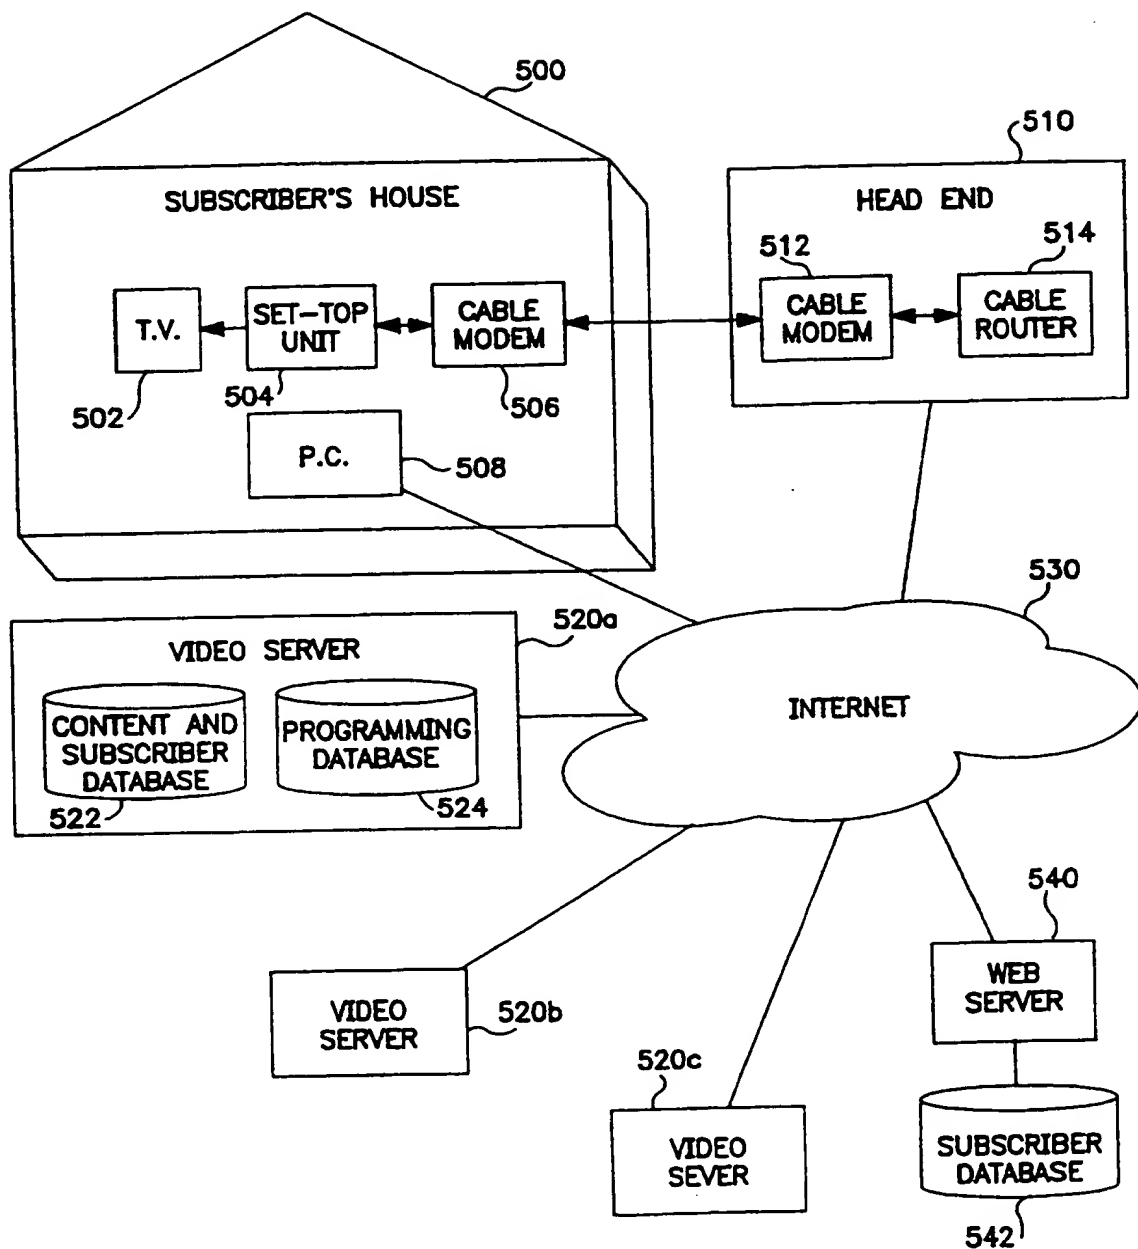 500
510
SUBSCRIBER'S HOUSE
HEAD END
512
514
T.V.
SET-TOP
UNIT
CABLE
MODEM
CABLE
MODEM
CABLE
ROUTER
502
504
506
P.C.
508
530
520a
VIDEO SERVER
CONTENT AND
SUBSCRIBER
DATABASE
PROGRAMMING
DATABASE
522
524
INTERNET
540
WEB
SERVER
VIDEO
SERVER
520b
520c
VIDEO
SEVER
SUBSCRIBER
DATABASE
542